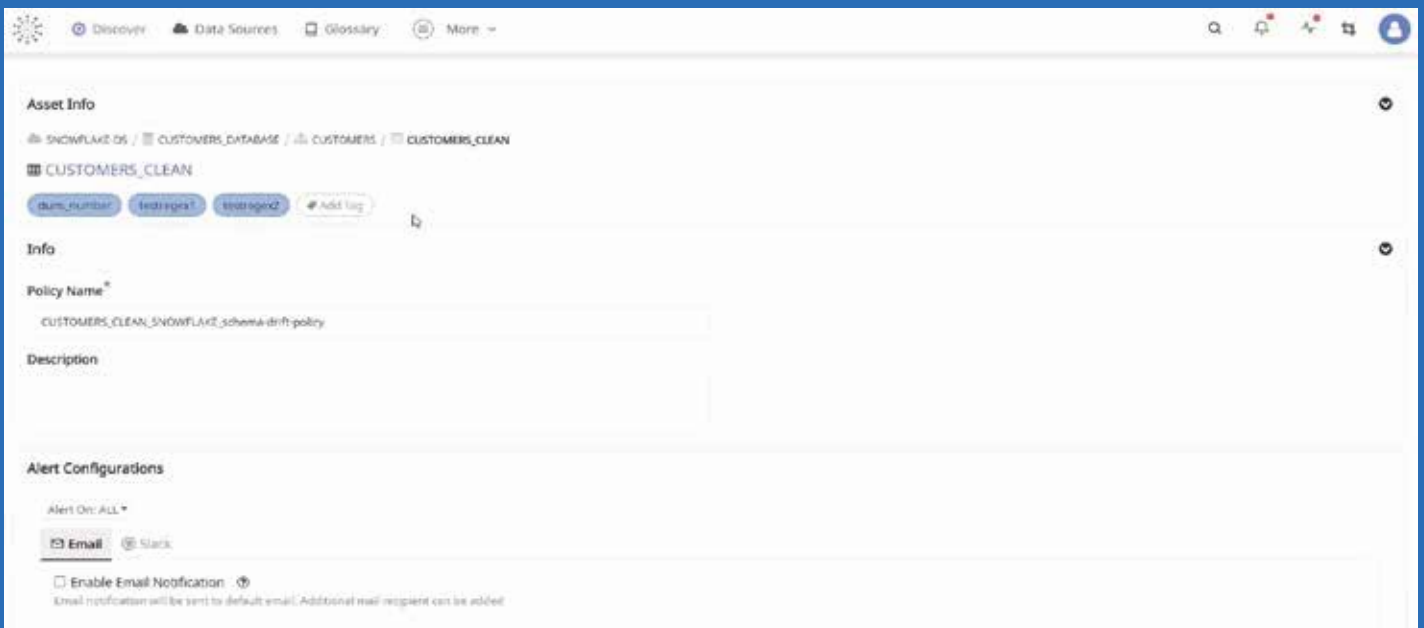 Discover Data Sources Glossary More
Asset Info
SNOWFLAKE DS / CUSTOMERS_DATABASE / CUSTOMERS / CUSTOMERS_CLEAN
CUSTOMERS_CLEAN
Add Tag
Info
Policy Name*
CUSTOMERS_CLEAN_SNOWFLAKE_schema-drift-policy
Description
Alert Configurations
Alert On: ALL
Email Slack
Enable Email Notification
Email notification will be sent to default email. Additional mail recipient can be added